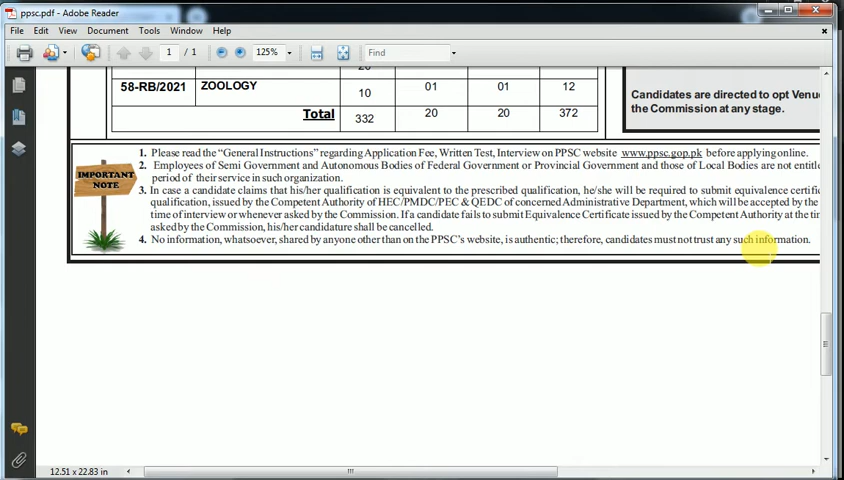 ppsc.pdf - Adobe Reader
File Edit View Document Tools Window Help
1 / 1 125% Find
58-RB/2021 ZOOLOGY 10 01 01 12
Total 332 20 20 372
Candidates are directed to opt Venu
the Commission at any stage.
IMPORTANT
NOTE
1. Please read the “General Instructions” regarding Application Fee, Written Test, Interview on PPSC website www.ppsc.gop.pk before applying online.
2. Employees of Semi Government and Autonomous Bodies of Federal Government or Provincial Government and those of Local Bodies are not entitle
period of their service in such organization.
3. In case a candidate claims that his/her qualification is equivalent to the prescribed qualification, he/she will be required to submit equivalence certific
qualification, issued by the Competent Authority of HEC/PMDC/PEC & QEDC of concerned Administrative Department, which will be accepted by the
time of interview or whenever asked by the Commission. If a candidate fails to submit Equivalence Certificate issued by the Competent Authority at the tim
asked by the Commission, his/her candidature shall be cancelled.
4. No information, whatsoever, shared by anyone other than on the PPSC's website, is authentic; therefore, candidates must not trust any such information.
12.51 x 22.83 in